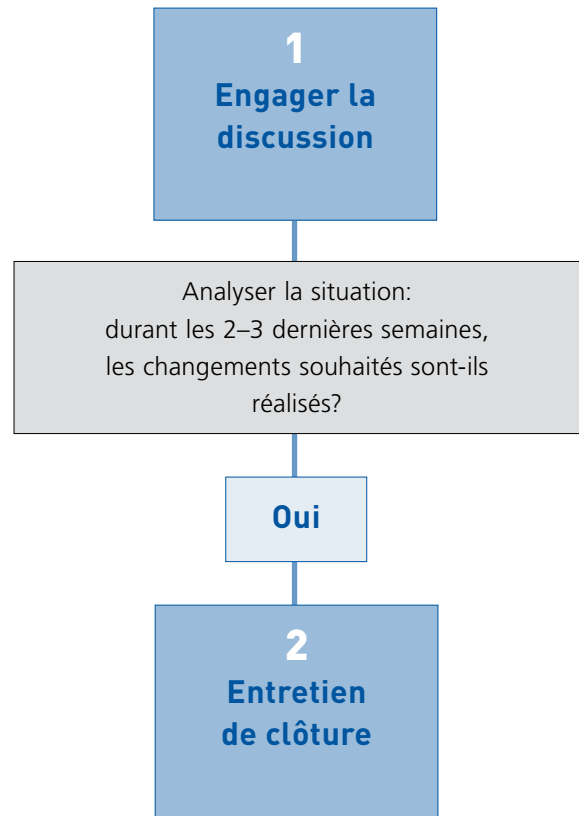 1
Engager la
discussion
Analyser la situation:
durant les 2–3 dernières semaines,
les changements souhaités sont-ils
réalisés?
Oui
2
Entretien
de clôture